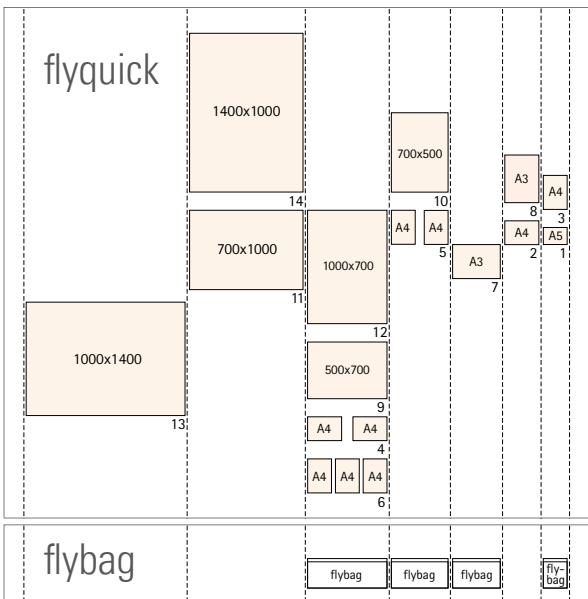 flyquick
1400x1000
14
700x500
10
A3
8
A4
3
A4 A4
5
A4
2
A5
1
700x1000
11
1000x700
12
A3
7
1000x1400
13
500x700
9
A4 A4
4
A4 A4 A4
6
flybag
flybag flybag flybag
fly-
bag